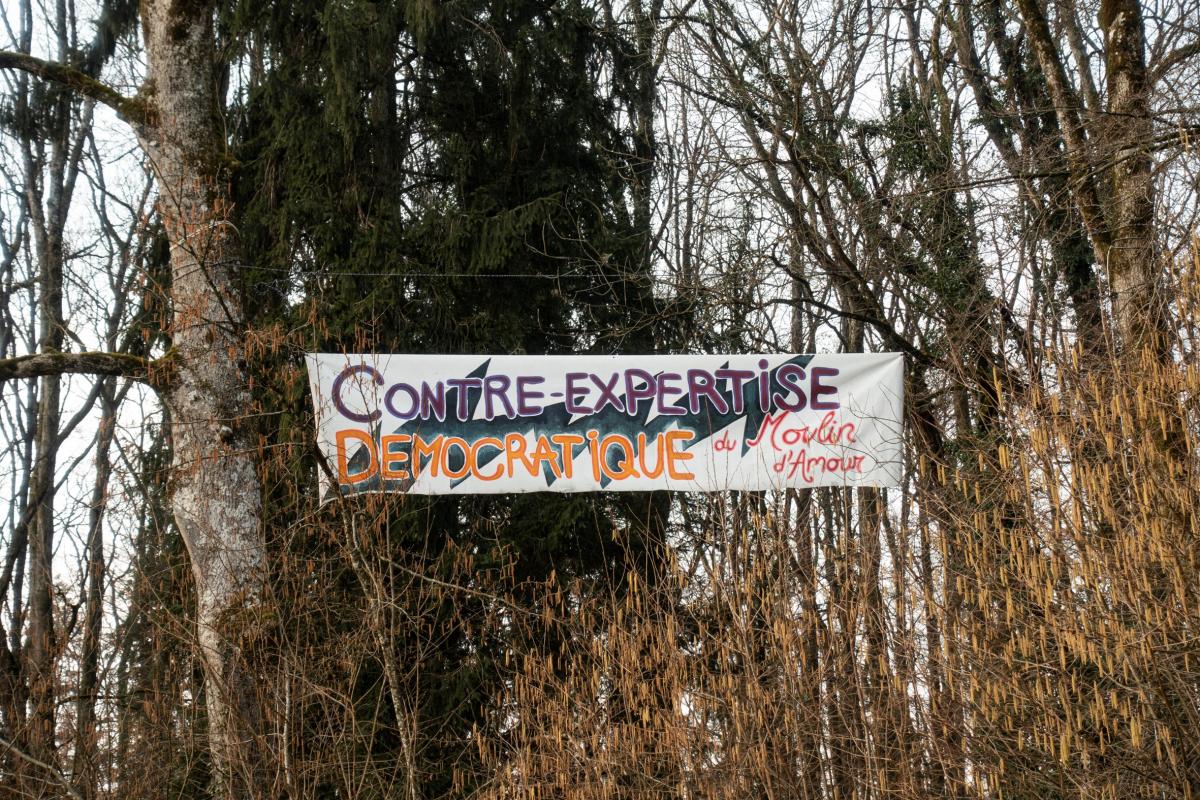 CONTRE-EXPERTISE
DEMOCRATIQUE du Moulin
d'Amour